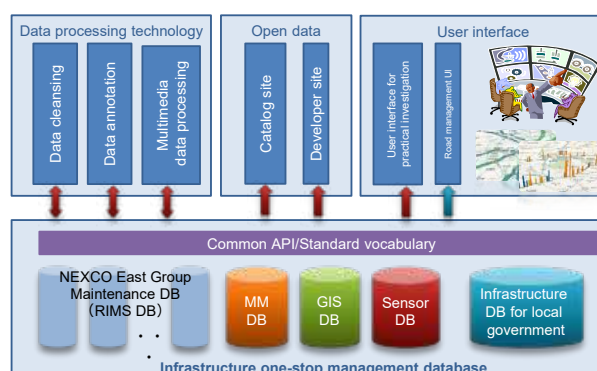 Data processing technology
Data cleansing
Data annotation
Multimedia
data processing
Open data
Catalog site
Developer site
User interface
User interface for
practical investigation
Road management UI
Common API/Standard vocabulary
NEXCO East Group
Maintenance DB
（RIMS DB）
・・
・
MM
DB
GIS
DB
Sensor
DB
Infrastructure
DB for local
government
Infrastructure one-stop management database